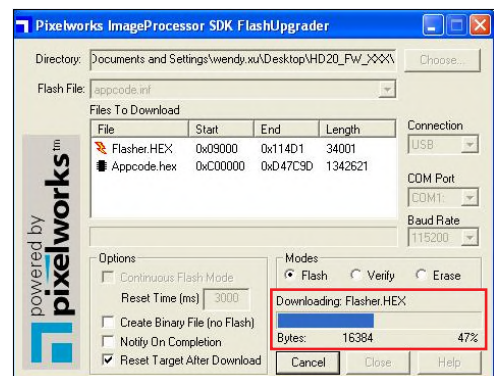 Pixelworks ImageProcessor SDK FlashUpgrader
Directory: Documents and Settings\wendy.xu\Desktop\HD20_FW_XXX\ Choose...
Flash File: appcode.inf
Files To Download
File Start End Length
Flasher.HEX 0x09000 0x114D1 34001
Appcode.hex 0xC00000 0xD47C9D 1342621
Connection
USB
COM Port
COM1:
Baud Rate
115200
powered by
pixelworks tm
Options
Continuous Flash Mode
Reset Time (ms) 3000
Create Binary File (no Flash)
Notify On Completion
Reset Target After Download
Modes
Flash Verify Erase
Downloading: Flasher.HEX
Bytes: 16384 47%
Cancel Close Help